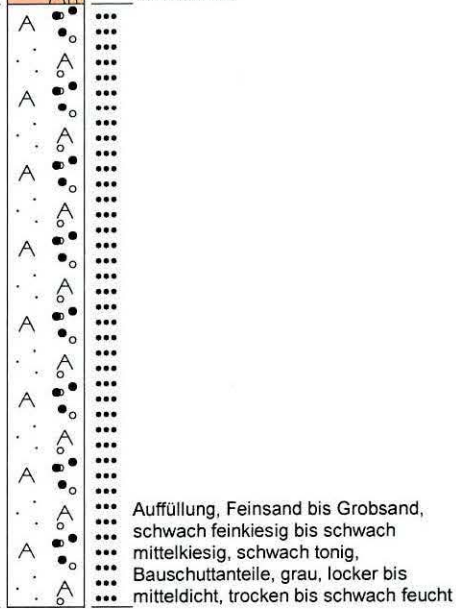 Auffüllung, Feinsand bis Grobsand,
schwach feinkiesig bis schwach
mittelkiesig, schwach tonig,
Bauschuttanteile, grau, locker bis
mitteldicht, trocken bis schwach feucht